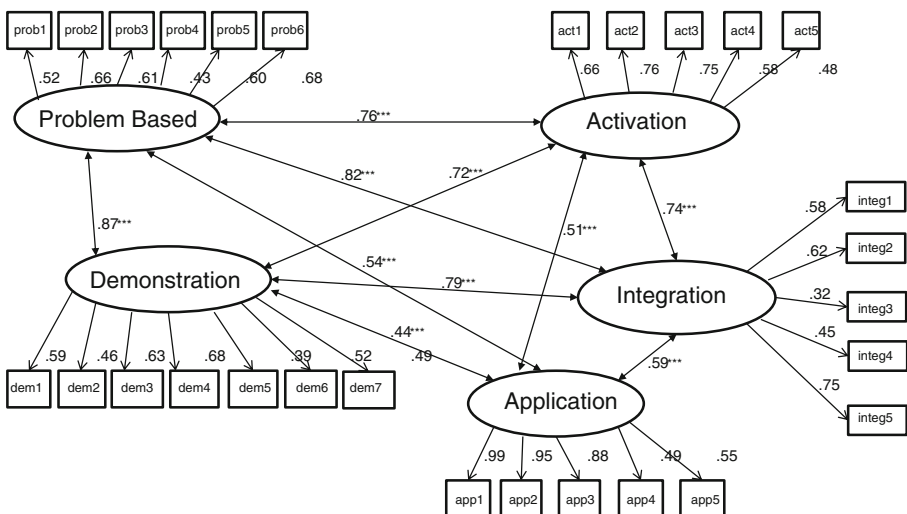 prob1 prob2 prob3 prob4 prob5 prob6
act1 act2 act3 act4 act5
.52 .66 .61 .43 .60 .68
.66 .76 .75 .58 .48
Problem Based
Activation
.76***
.82***
.72***
.87***
.51***
.74***
.54***
.79***
.44***
.59***
integ1
integ2
integ3
integ4
integ5
.58
.62
.32
.45
.75
Demonstration
Integration
.59 .46 .63 .68 .39 .52 .49
dem1 dem2 dem3 dem4 dem5 dem6 dem7
Application
.99 .95 .88 .49 .55
app1 app2 app3 app4 app5